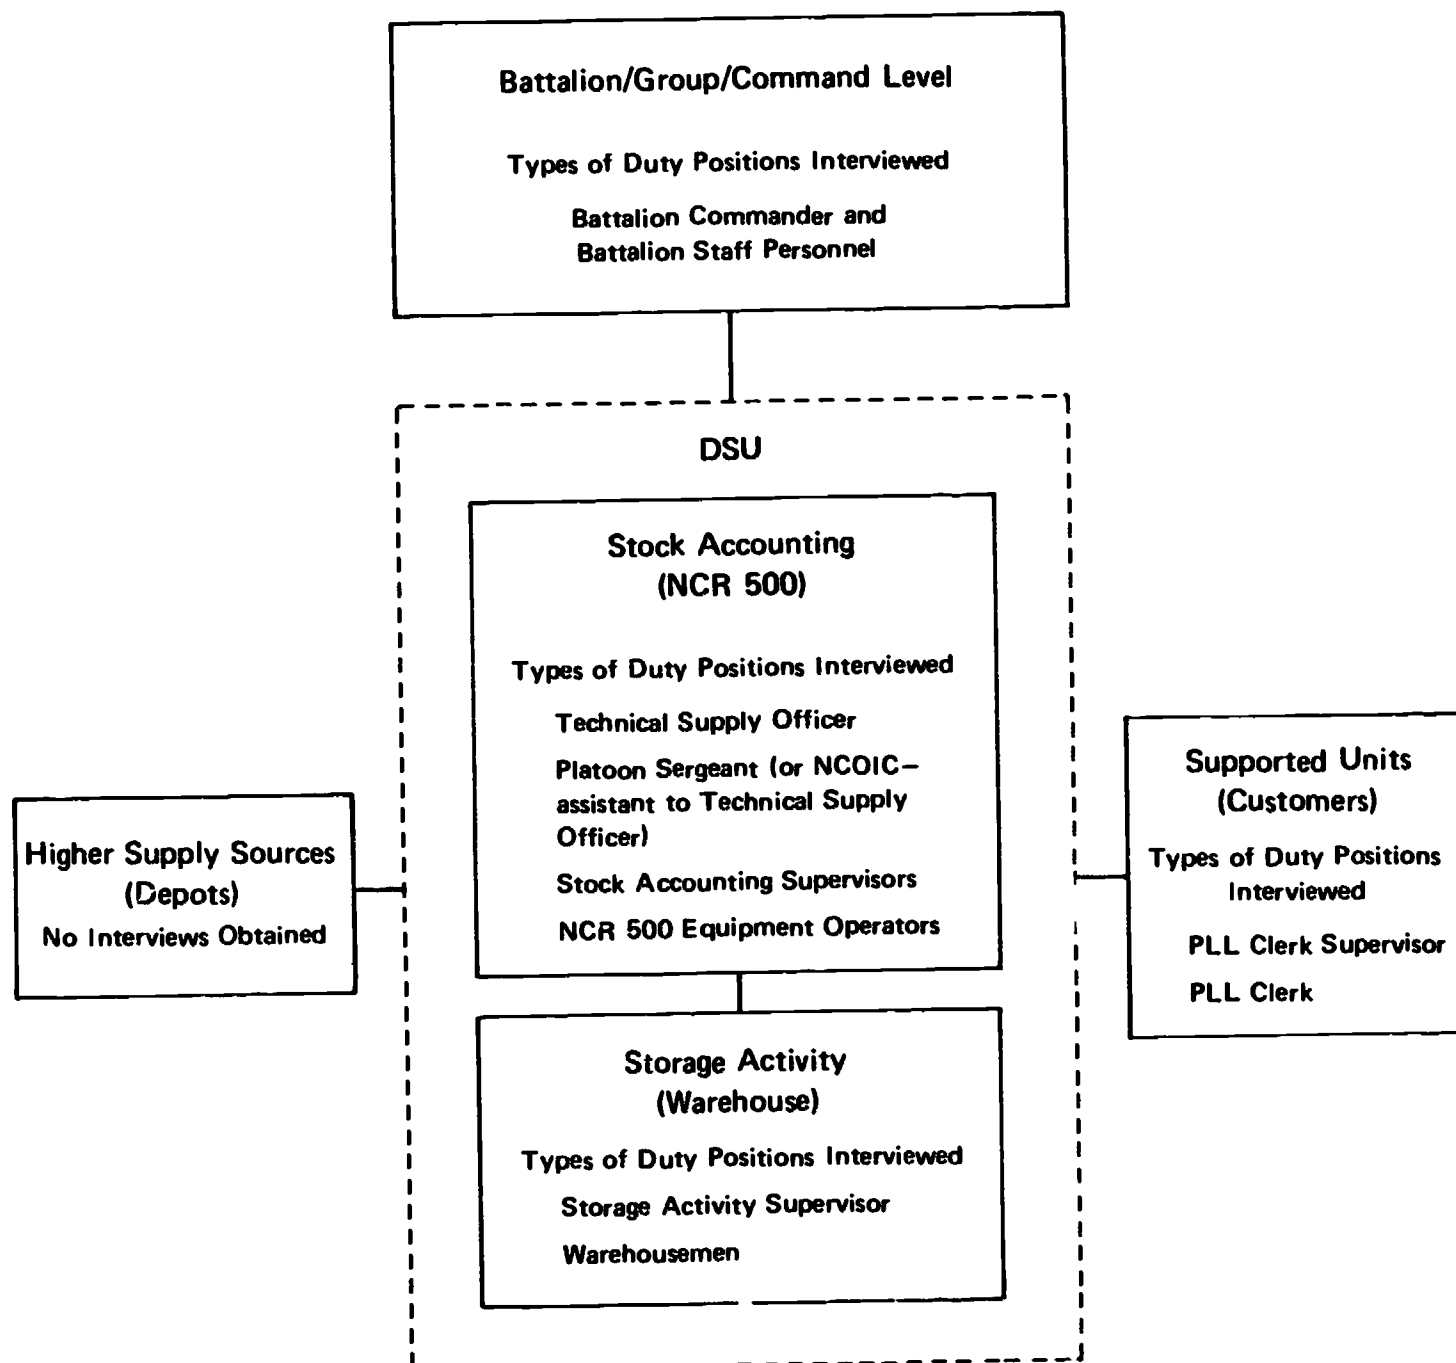 Battalion/Group/Command Level
Types of Duty Positions Interviewed
Battalion Commander and
Battalion Staff Personnel
DSU
Stock Accounting
(NCR 500)
Types of Duty Positions Interviewed
Technical Supply Officer
Platoon Sergeant (or NCOIC–
assistant to Technical Supply
Officer)
Stock Accounting Supervisors
NCR 500 Equipment Operators
Higher Supply Sources
(Depots)
No Interviews Obtained
Supported Units
(Customers)
Types of Duty Positions
Interviewed
PLL Clerk Supervisor
PLL Clerk
Storage Activity
(Warehouse)
Types of Duty Positions Interviewed
Storage Activity Supervisor
Warehousemen